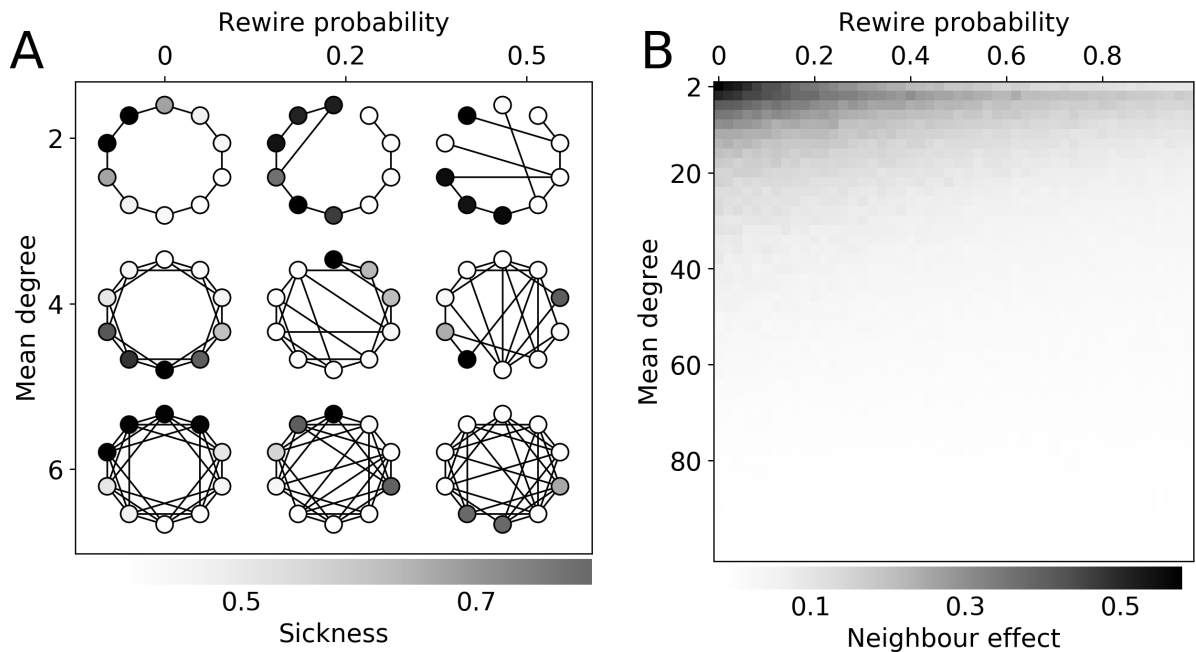 A
Rewire probability
0 0.2 0.5
Mean degree
2
4
6
0.5 0.7
Sickness
B
Rewire probability
0 0.2 0.4 0.6 0.8
Mean degree
2
20
40
60
80
0.1 0.3 0.5
Neighbour effect